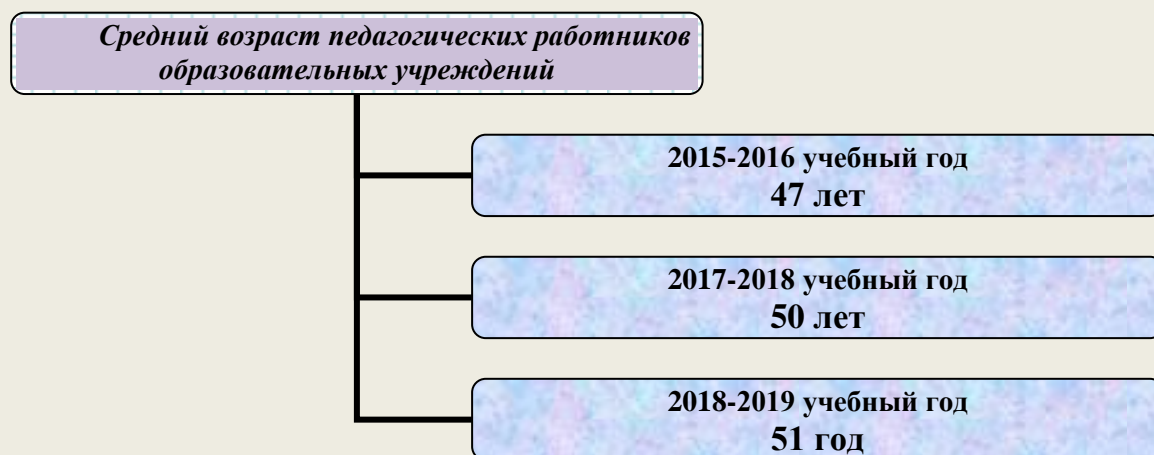 Средний возраст педагогических работников
образовательных учреждений
2015-2016 учебный год
47 лет
2017-2018 учебный год
50 лет
2018-2019 учебный год
51 год